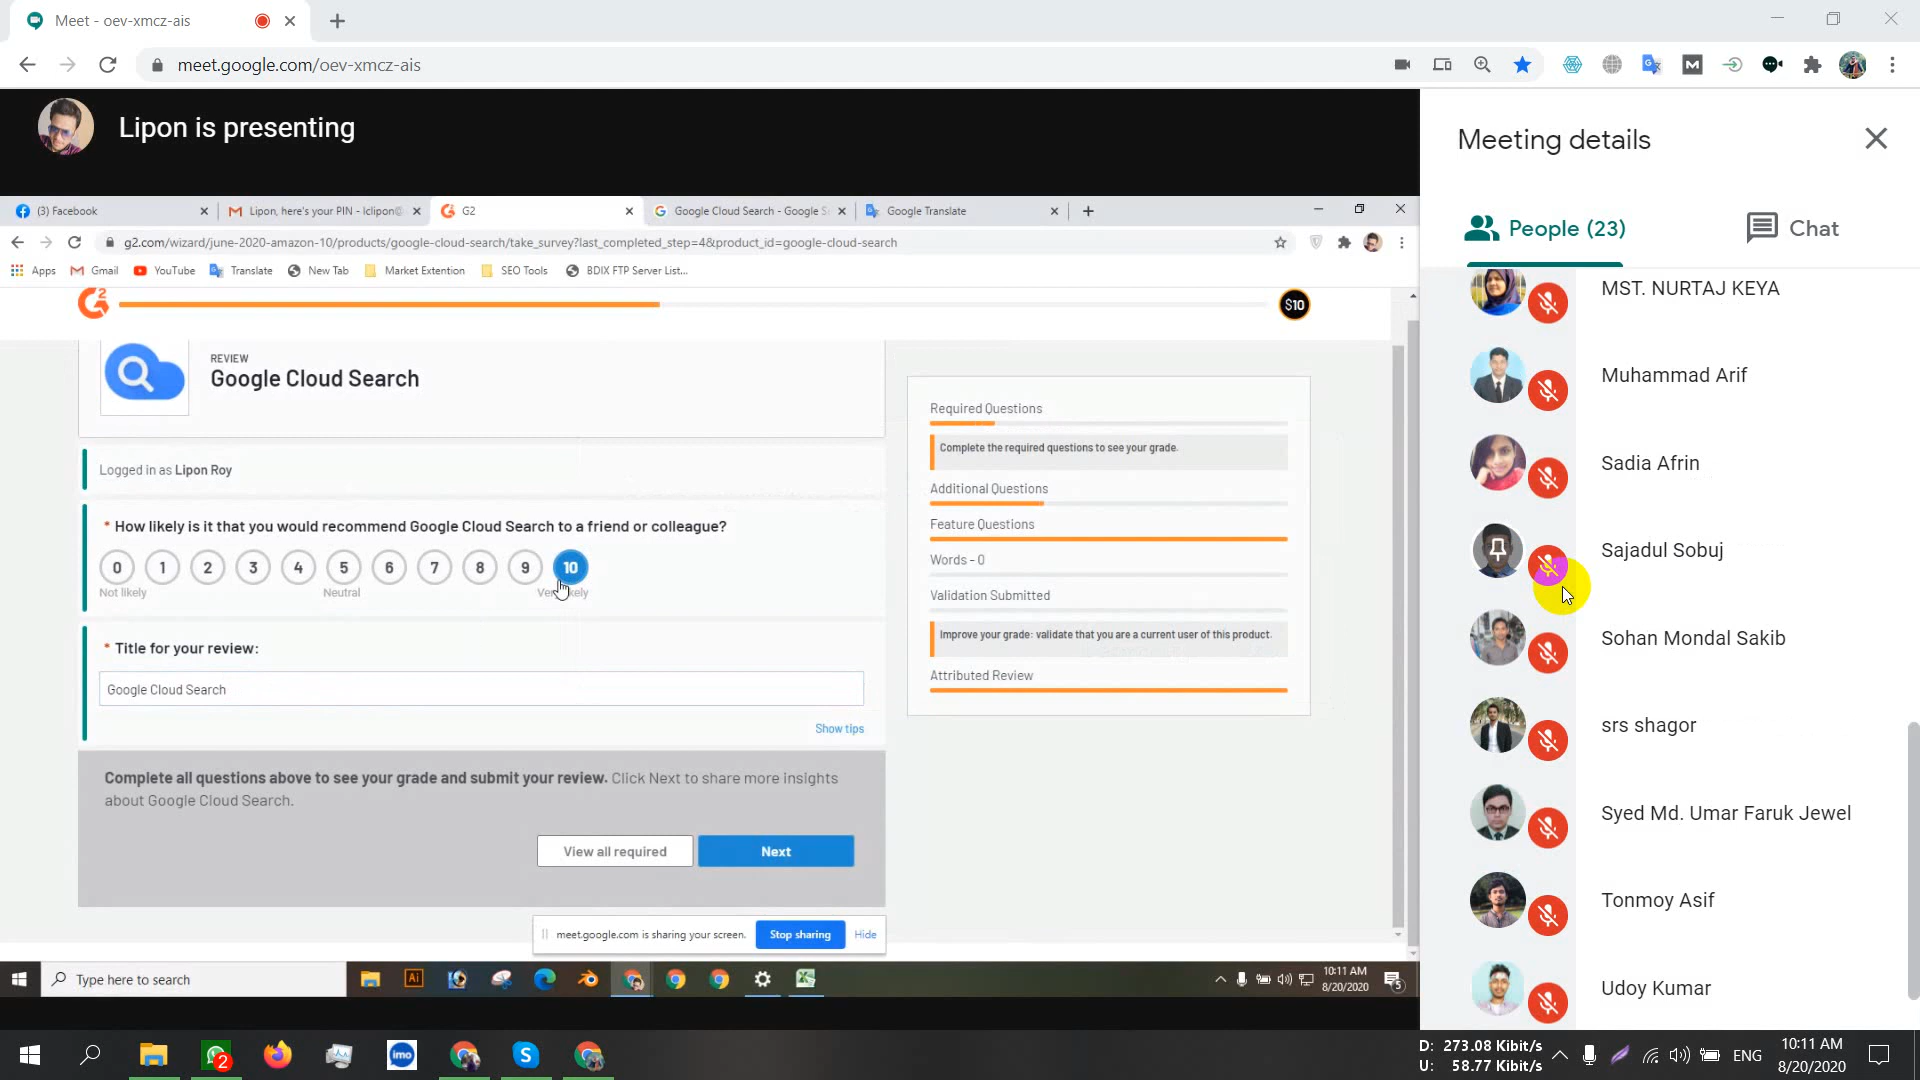 Meet - oev-xmcz-ais
meet.google.com/oev-xmcz-ais
Lipon is presenting
(3) Facebook
Lipon, here's your PIN - lclipon@
G2
Google Cloud Search - Google S
Google Translate
g2.com/wizard/june-2020-amazon-10/products/google-cloud-search/take_survey?last_completed_step=4&product_id=google-cloud-search
Apps
Gmail
YouTube
Translate
New Tab
Market Extention
SEO Tools
BDIX FTP Server List...
$10
REVIEW
Google Cloud Search
Logged in as Lipon Roy
* How likely is it that you would recommend Google Cloud Search to a friend or colleague?
0 1 2 3 4 5 6 7 8 9 10
Not likely
Neutral
* Title for your review:
Google Cloud Search
Show tips
Complete all questions above to see your grade and submit your review. Click Next to share more insights
about Google Cloud Search.
View all required
Next
Required Questions
Complete the required questions to see your grade.
Additional Questions
Feature Questions
Words - 0
Validation Submitted
Improve your grade: validate that you are a current user of this product.
Attributed Review
meet.google.com is sharing your screen.
Stop sharing
Hide
Type here to search
Ai
10:11 AM
8/20/2020
5
Meeting details
People (23)
Chat
MST. NURTAJ KEYA
Muhammad Arif
Sadia Afrin
Sajadul Sobuj
Sohan Mondal Sakib
srs shagor
Syed Md. Umar Faruk Jewel
Tonmoy Asif
Udoy Kumar
2
imo
D: 273.08 Kibit/s
U: 58.77 Kibit/s
ENG
10:11 AM
8/20/2020